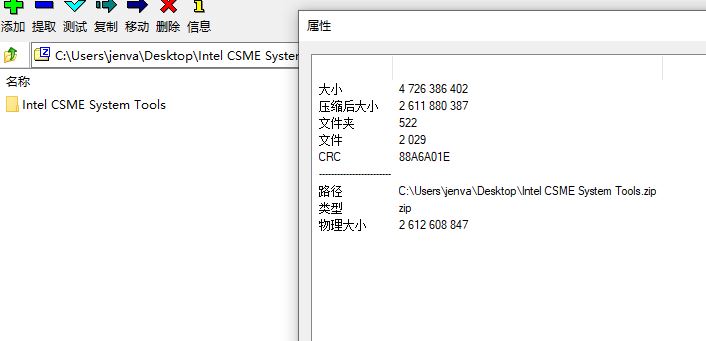 添加 提取 测试 复制 移动 删除 信息
C:\Users\jenva\Desktop\Intel CSME System
名称
Intel CSME System Tools
属性
大小 4 726 386 402
压缩后大小 2 611 880 387
文件夹 522
文件 2 029
CRC 88A6A01E
------------------------
路径 C:\Users\jenva\Desktop\Intel CSME System Tools.zip
类型 zip
物理大小 2 612 608 847